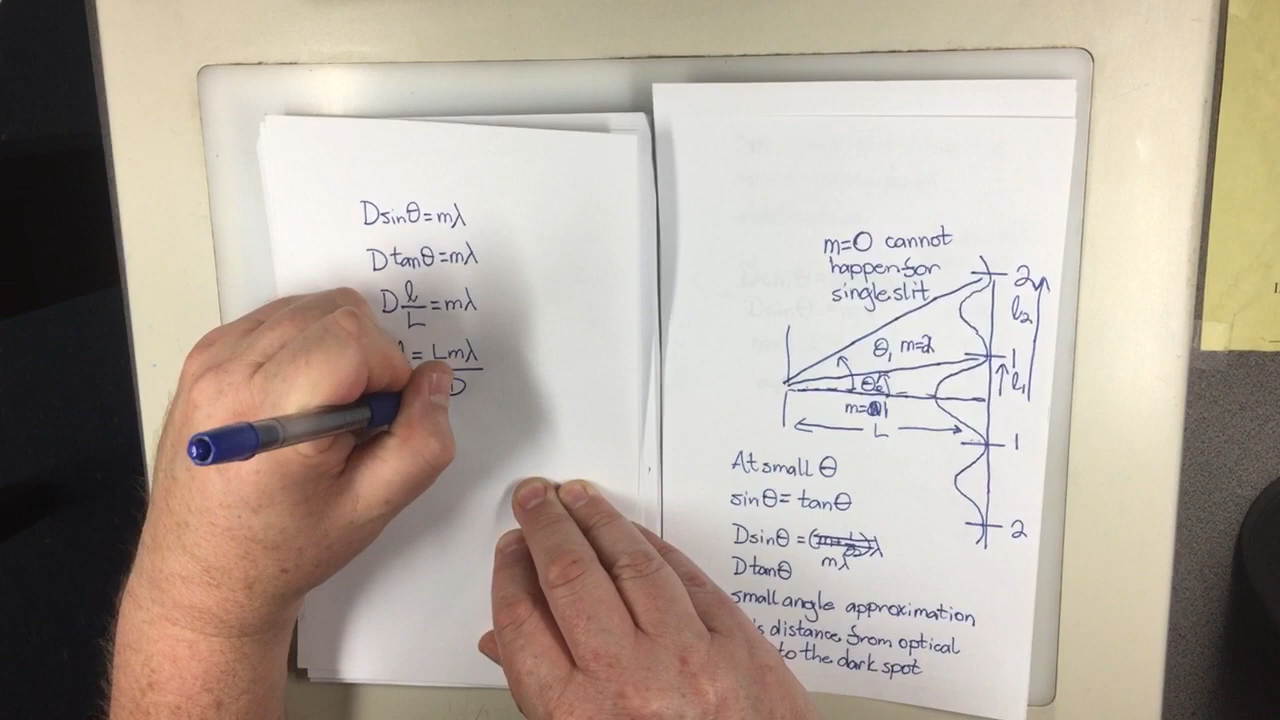 Dsinθ=mλ
Dtanθ=mλ
D l/L =mλ
l = Lmλ/D
m=0 cannot
happen for
single slit
2
l₂
θ, m=2
1
l₁
θ
m=1
L
1
At small θ
sinθ= tanθ
2
Dsinθ = λ
mλ
Dtanθ
small angle approximation
is distance from optical
to the dark spot